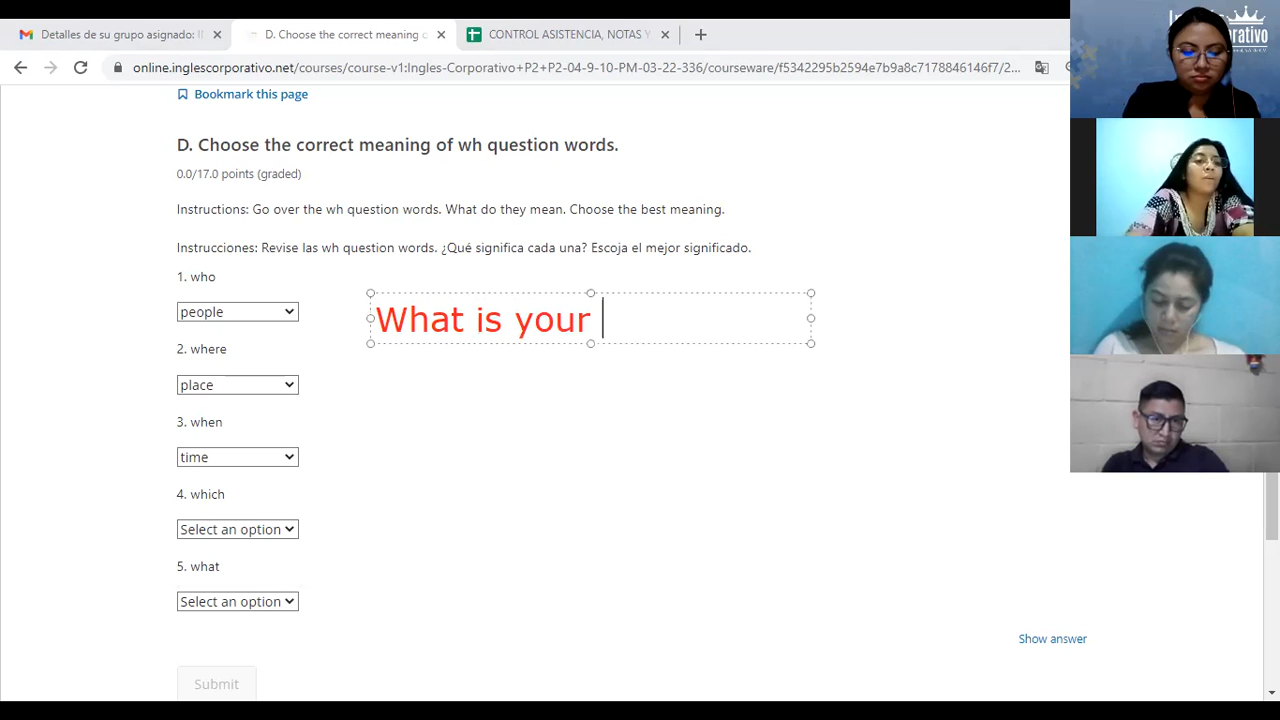 Detalles de su grupo asignado: I
D. Choose the correct meaning o
CONTROL ASISTENCIA, NOTAS Y
online.inglescorporativo.net/courses/course-v1:Ingles-Corporativo+P2+P2-04-9-10-PM-03-22-336/courseware/f5342295b2594e7b9a8c7178846146f7/2...
Bookmark this page
D. Choose the correct meaning of wh question words.
0.0/17.0 points (graded)
Instructions: Go over the wh question words. What do they mean. Choose the best meaning.
Instrucciones: Revise las wh question words. ¿Qué significa cada una? Escoja el mejor significado.
1. who
people
What is your
2. where
place
3. when
time
4. which
Select an option
5. what
Select an option
Show answer
Submit